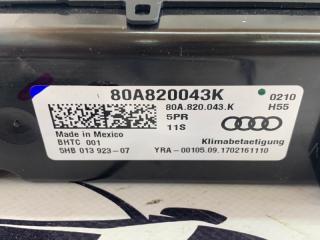 80A820043K
80A.820.043.K
0210
H55
5PR
11S
Made in Mexico
BHTC 001
Klimabetaetigung
5HB 013 923-07
YRA-00105.09.1702161110